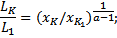 L_K/L_1 = (x_K/x_{K_1})^{1/(a−1)};